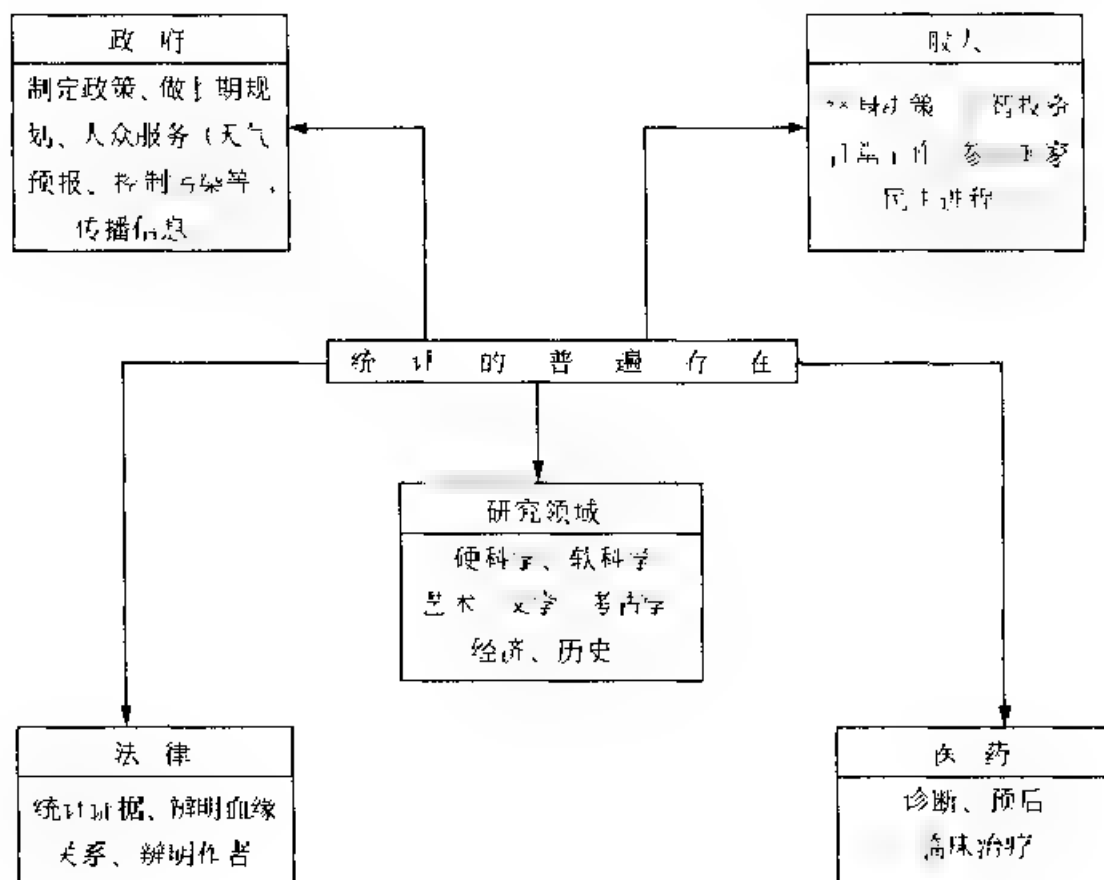 政府
制定政策、做长期规
划、大众服务（天气
预报、控制污染等）、
传播信息
统计的普遍存在
研究领域
硬科学、软科学
艺术 文学 考古学
经济、历史
法律
统计证据、辨明血缘
关系、辨明作者
医药
诊断、预后
临床治疗
民主进程